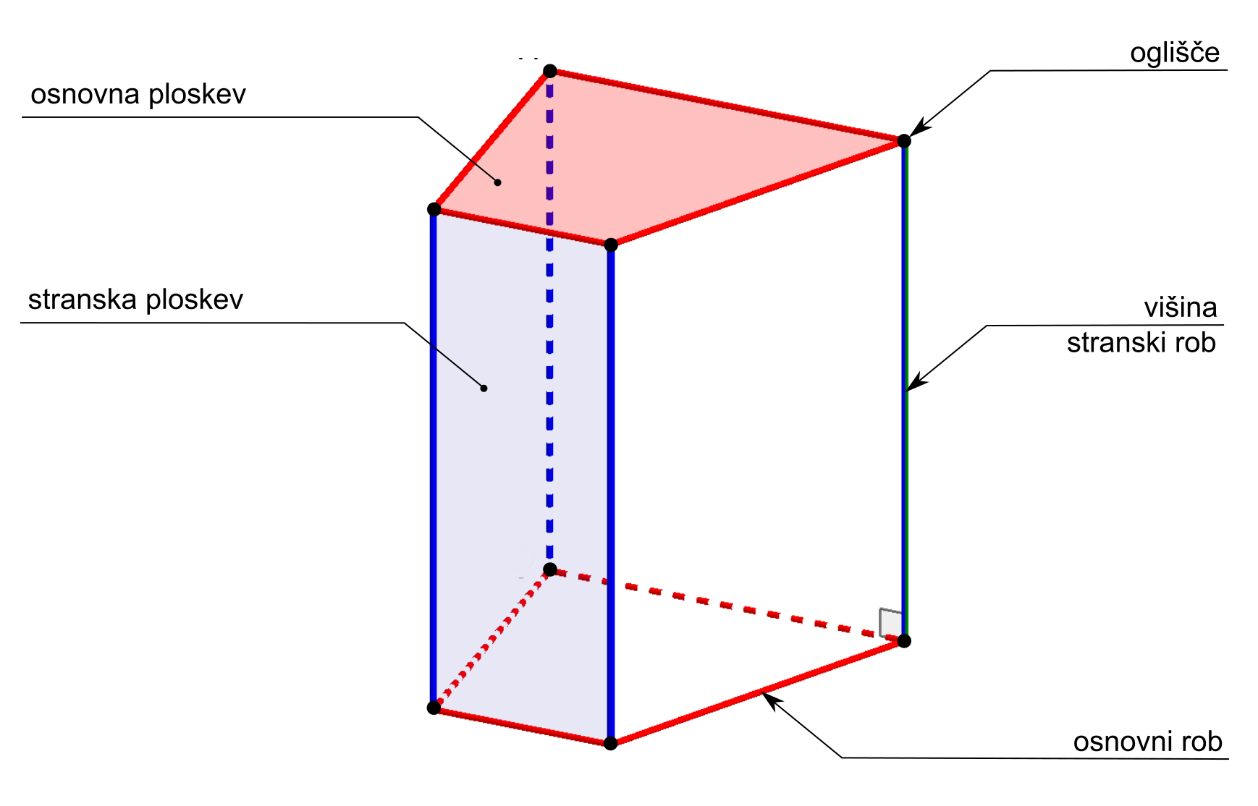 oglišče
osnovna ploskev
stranska ploskev
višina
stranski rob
osnovni rob